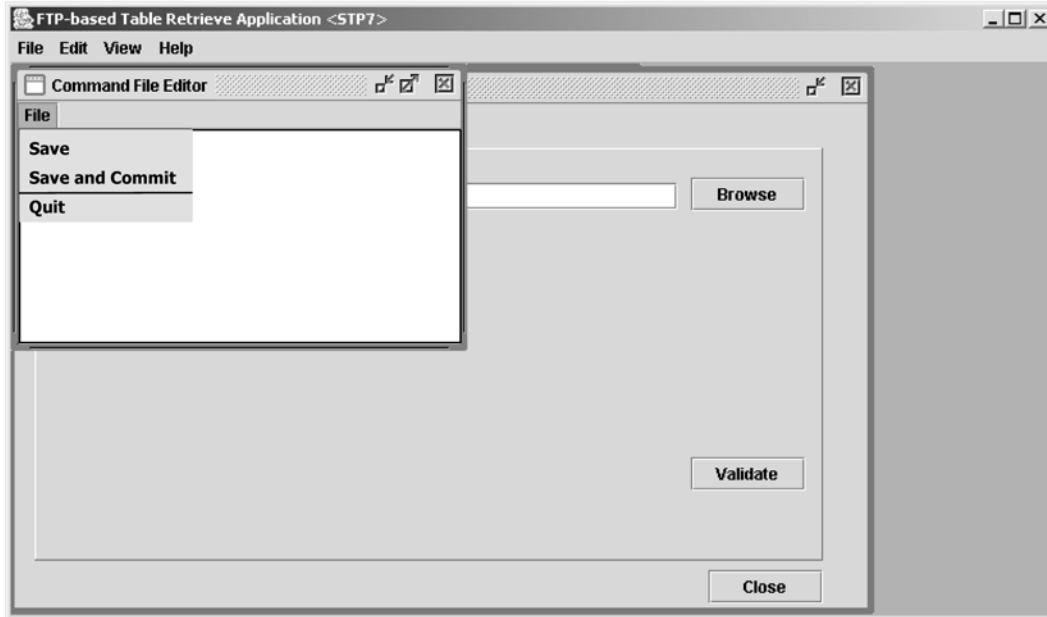 FTP-based Table Retrieve Application <STP7>
File Edit View Help
Command File Editor
File
Save
Save and Commit
Quit
Browse
Validate
Close